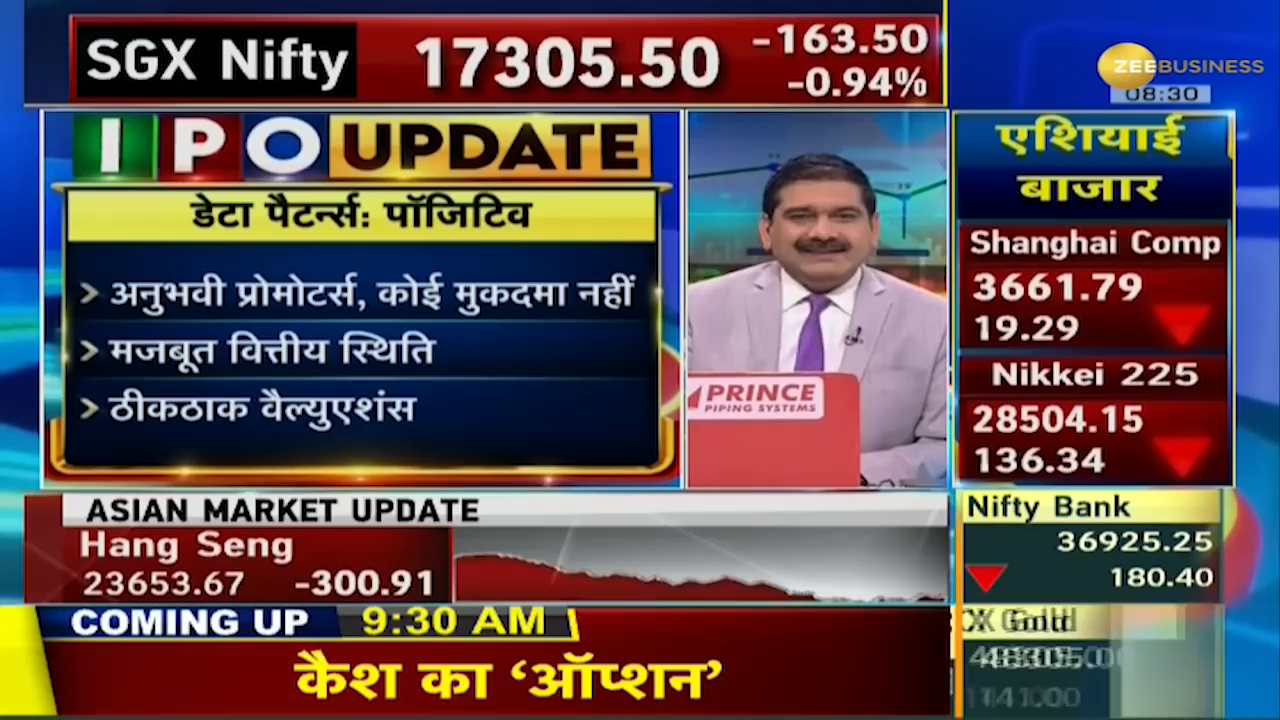 SGX Nifty 17305.50 -163.50
-0.94%
ZEEBUSINESS
08:30
IPO UPDATE
डेटा पैटर्न्स: पॉजिटिव
> अनुभवी प्रोमोटर्स, कोई मुकदमा नहीं
> मजबूत वित्तीय स्थिति
> ठीकठाक वैल्युएशंस
PRINCE
PIPING SYSTEMS
एशियाई
बाजार
Shanghai Comp
3661.79
19.29
Nikkei 225
28504.15
136.34
ASIAN MARKET UPDATE
Hang Seng
23653.67 -300.91
Nifty Bank
36925.25
180.40
COMING UP 9:30 AM
कैश का ‘ऑप्शन’
Gold